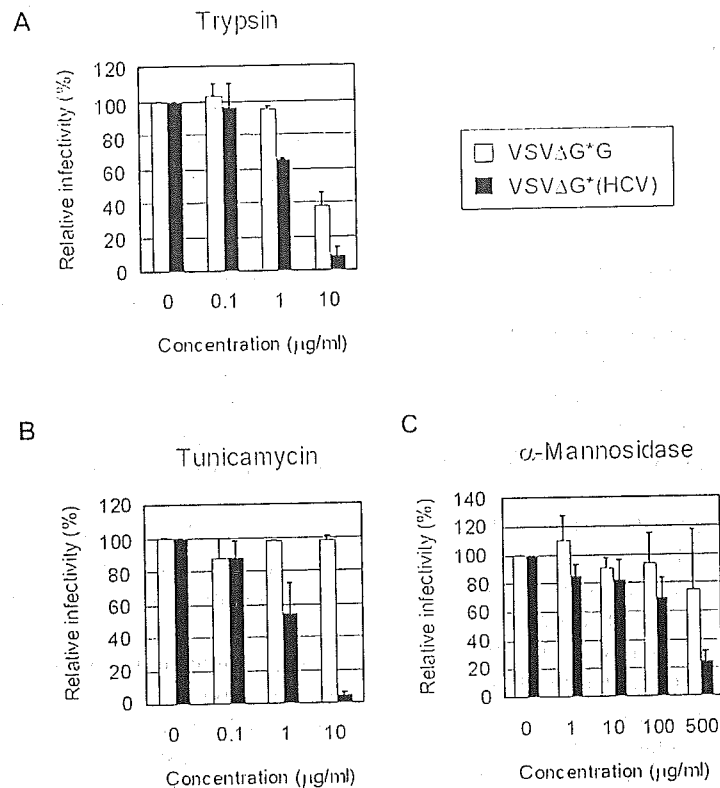 A
Trypsin
Relative infectivity (%)
120
100
80
60
40
20
0
0 0.1 1 10
Concentration (μg/ml)
VSVΔG*G
VSVΔG*(HCV)
B
Tunicamycin
Relative infectivity (%)
120
100
80
60
40
20
0
0 0.1 1 10
Concentration (μg/ml)
C
α-Mannosidase
Relative infectivity (%)
140
120
100
80
60
40
20
0
0 1 10 100 500
Concentration (μg/ml)